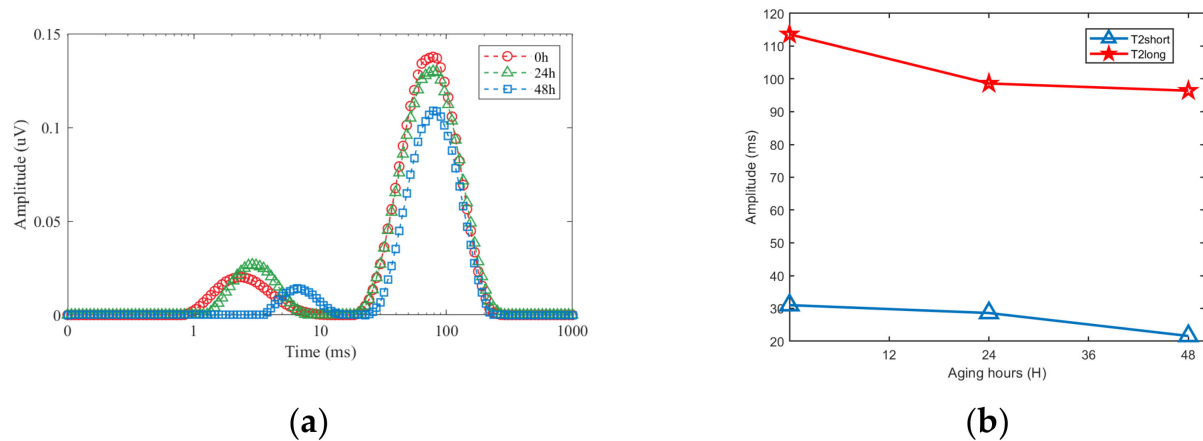 0.15
0.1
0.05
0
Amplitude (uV)
0h
24h
48h
0 1 10 100 1000
Time (ms)
(a)
120
110
100
90
80
70
60
50
40
30
20
Amplitude (ms)
T2short
T2long
12 24 36 48
Aging hours (H)
(b)